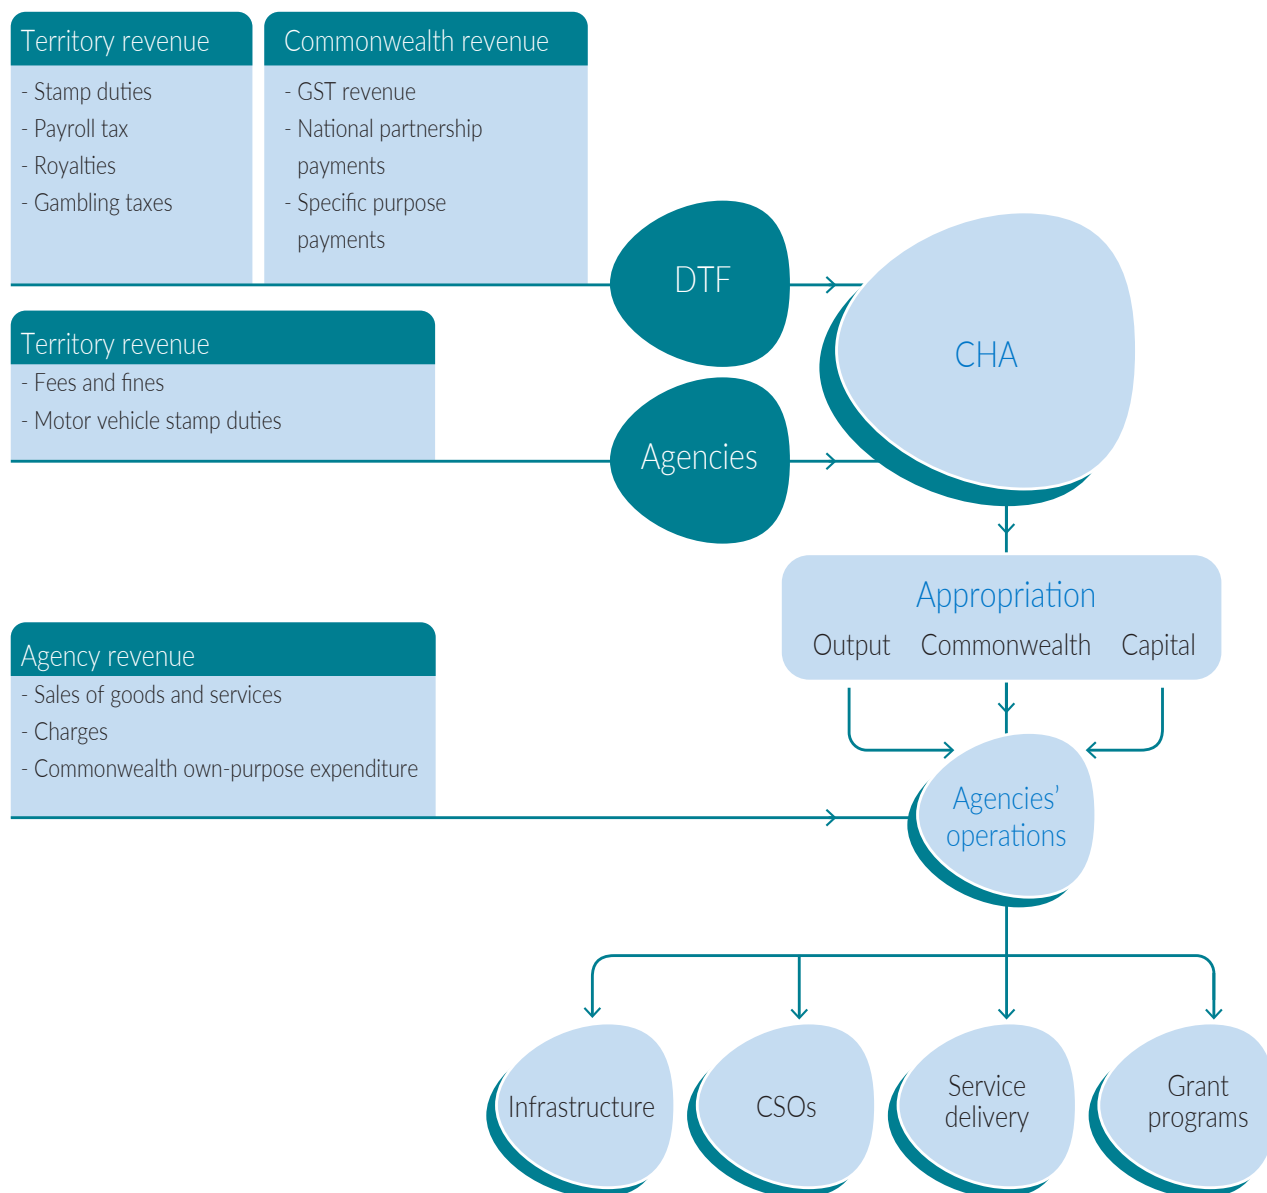 Territory revenue
- Stamp duties
- Payroll tax
- Royalties
- Gambling taxes
Commonwealth revenue
- GST revenue
- National partnership
payments
- Specific purpose
payments
DTF
CHA
Territory revenue
- Fees and fines
- Motor vehicle stamp duties
Agencies
Appropriation
Output Commonwealth Capital
Agency revenue
- Sales of goods and services
- Charges
- Commonwealth own-purpose expenditure
Agencies’
operations
Infrastructure
CSOs
Service
delivery
Grant
programs